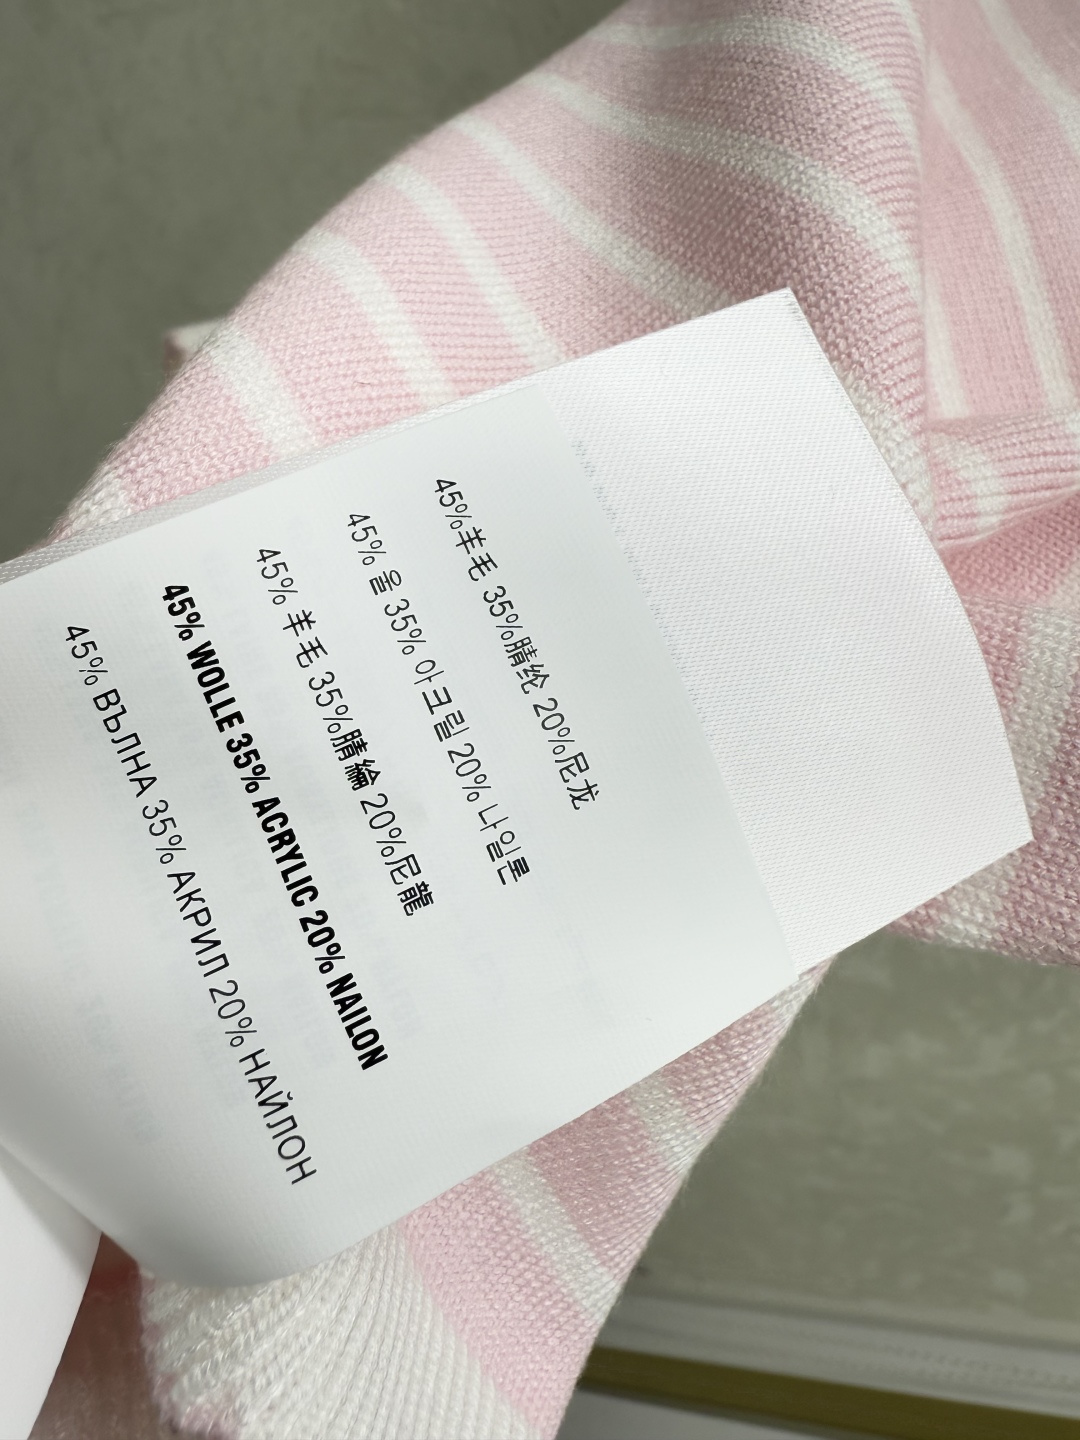 45%羊毛 35%腈纶 20%尼龙
45% 울 35% 아크릴 20% 나일론
45% 羊毛 35%腈綸 20%尼龍
45% WOLLE 35% ACRYLIC 20% NAILON
45% ВЪЛНА 35% АКРИЛ 20% НАЙЛОН